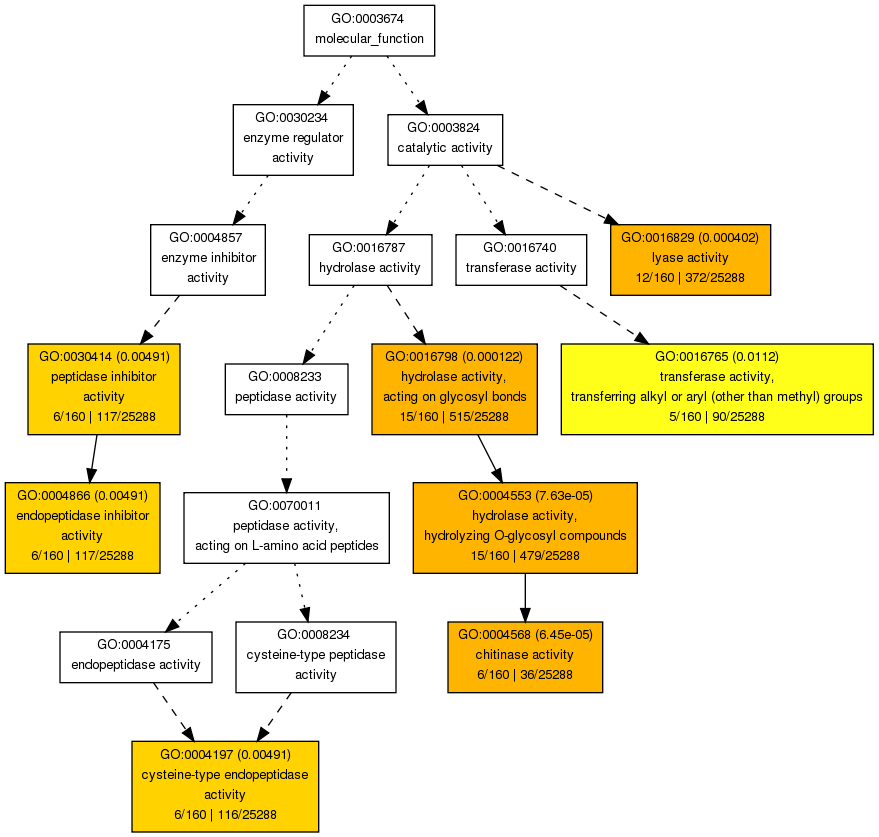 GO:0003674
molecular_function
GO:0030234
enzyme regulator
activity
GO:0003824
catalytic activity
GO:0004857
enzyme inhibitor
activity
GO:0016787
hydrolase activity
GO:0016740
transferase activity
GO:0016829 (0.000402)
lyase activity
12/160 | 372/25288
GO:0030414 (0.00491)
peptidase inhibitor
activity
6/160 | 117/25288
GO:0008233
peptidase activity
GO:0016798 (0.000122)
hydrolase activity,
acting on glycosyl bonds
15/160 | 515/25288
GO:0016765 (0.0112)
transferase activity,
transferring alkyl or aryl (other than methyl) groups
5/160 | 90/25288
GO:0004866 (0.00491)
endopeptidase inhibitor
activity
6/160 | 117/25288
GO:0070011
peptidase activity,
acting on L-amino acid peptides
GO:0004553 (7.63e-05)
hydrolase activity,
hydrolyzing O-glycosyl compounds
15/160 | 479/25288
GO:0004175
endopeptidase activity
GO:0008234
cysteine-type peptidase
activity
GO:0004568 (6.45e-05)
chitinase activity
6/160 | 36/25288
GO:0004197 (0.00491)
cysteine-type endopeptidase
activity
6/160 | 116/25288